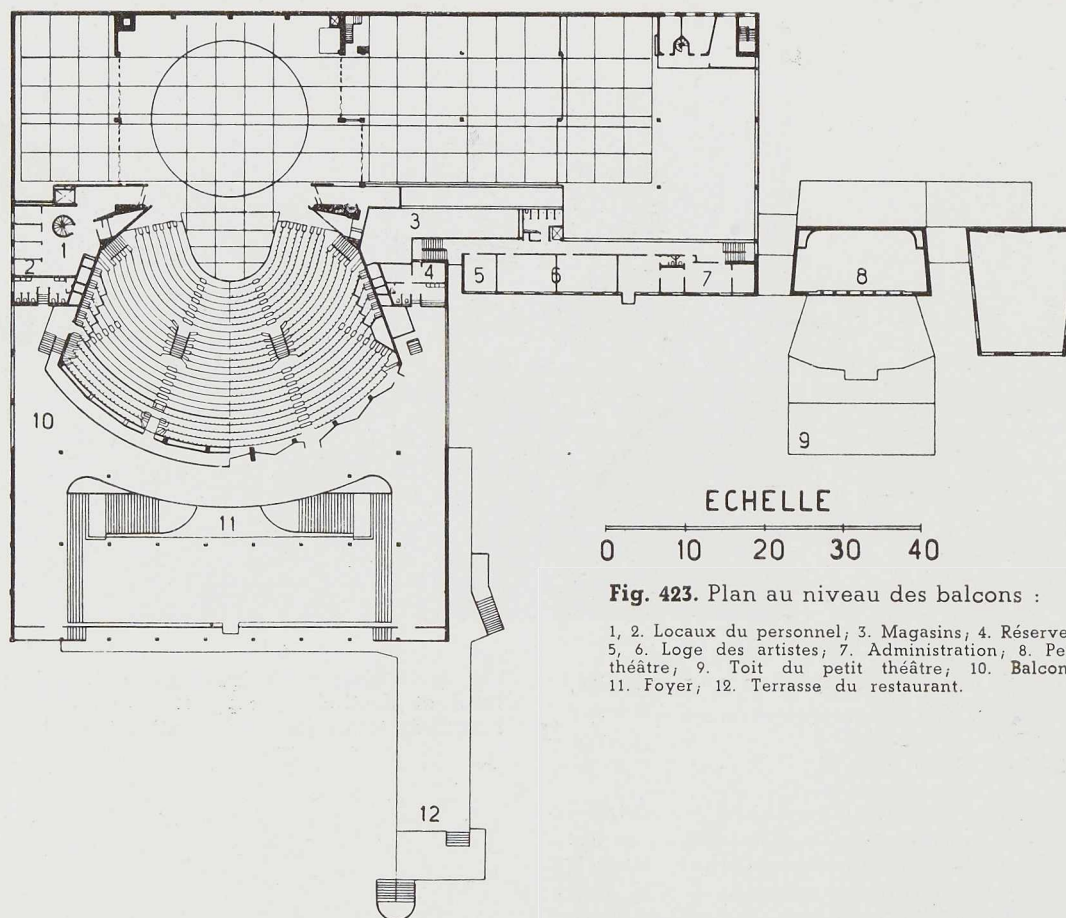 1
2
3
4
5
6
7
8
9
10
11
12
ECHELLE
0 10 20 30 40
Fig. 423. Plan au niveau des balcons :
1, 2. Locaux du personnel; 3. Magasins; 4. Réserve
5, 6. Loge des artistes; 7. Administration; 8. Pe
théâtre; 9. Toit du petit théâtre; 10. Balcon
11. Foyer; 12. Terrasse du restaurant.